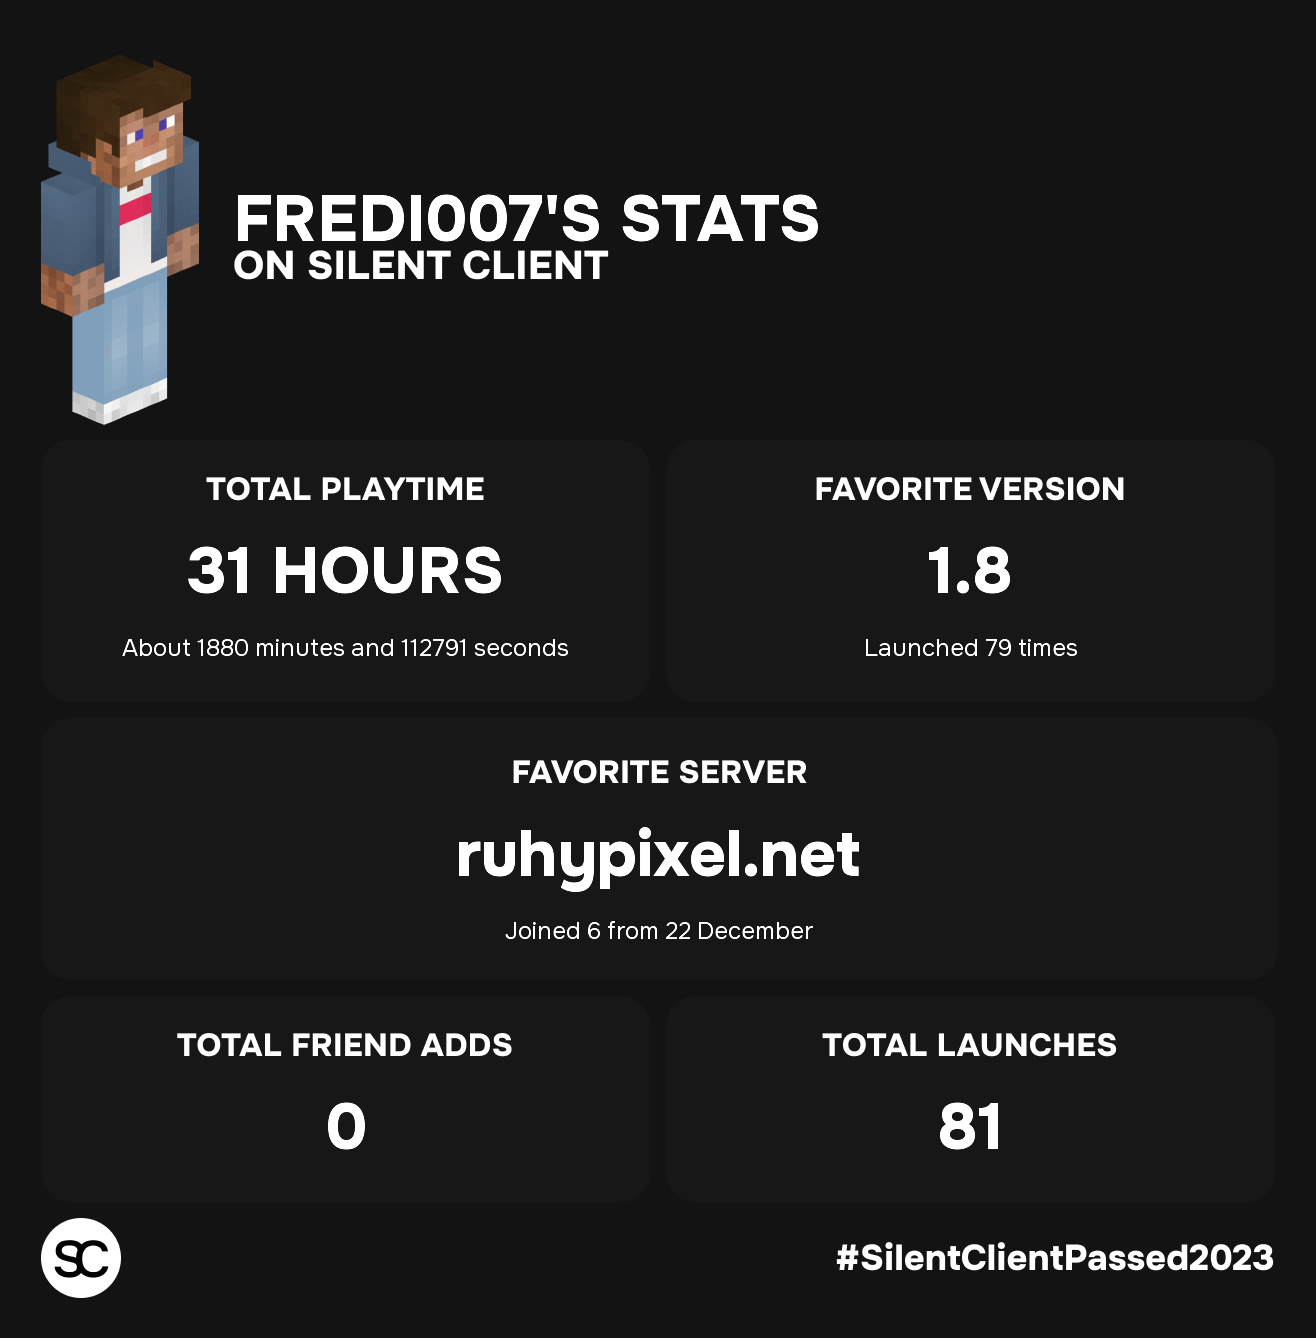 FREDI007'S STATS
ON SILENT CLIENT
TOTAL PLAYTIME
31 HOURS
About 1880 minutes and 112791 seconds
FAVORITE VERSION
1.8
Launched 79 times
FAVORITE SERVER
ruhypixel.net
Joined 6 from 22 December
TOTAL FRIEND ADDS
0
TOTAL LAUNCHES
81
SC
#SilentClientPassed2023